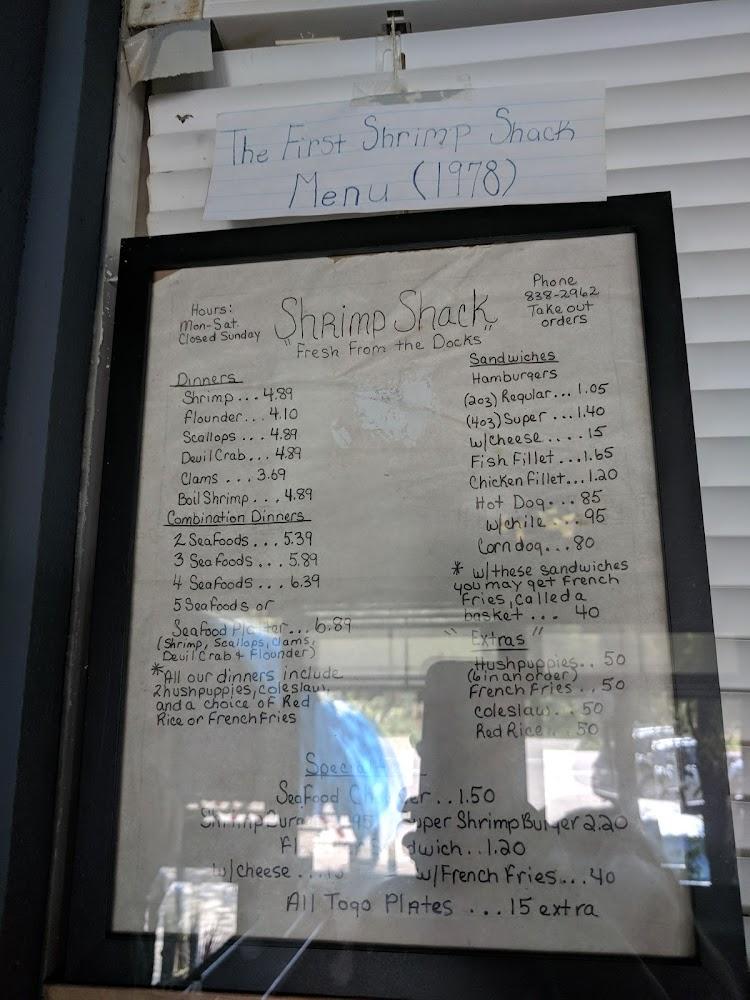 The First Shrimp Shack
Menu (1978)
Hours:
Mon-Sat
Closed Sunday
Shrimp Shack
"Fresh From the Docks"
Phone
838-2962
Take out
orders
Dinners
Shrimp... 4.89
Flounder... 4.10
Scallops... 4.89
Devil Crab... 4.89
Clams... 3.69
Boil Shrimp... 4.89
Combination Dinners
2 Seafoods... 5.39
3 Seafoods... 5.89
4 Seafoods... 6.39
5 Seafoods or
Seafood Platter... 6.89
(Shrimp, Scallops, Clams,
Devil Crab & Flounder)
*All our dinners include
2 hushpuppies, coleslaw,
and a choice of Red
Rice or French Fries
Sandwiches
Hamburgers
(2oz) Regular... 1.05
(4oz) Super... 1.40
w/cheese..... 15
Fish Fillet...1.65
Chicken Fillet...1.20
Hot Dog... 85
w/chile... 95
Corn dog... 80
* w/these sandwiches
you may get French
Fries, called a
basket... 40
"Extras"
Hushpuppies.. 50
(6 in an order)
French Fries.. 50
coleslaw... 50
Red Rice.. 50
Seafood 1.50
Super Shrimp Burger 2.20
1.20
w/cheese w/French Fries...40
All Togo Plates ...15 extra